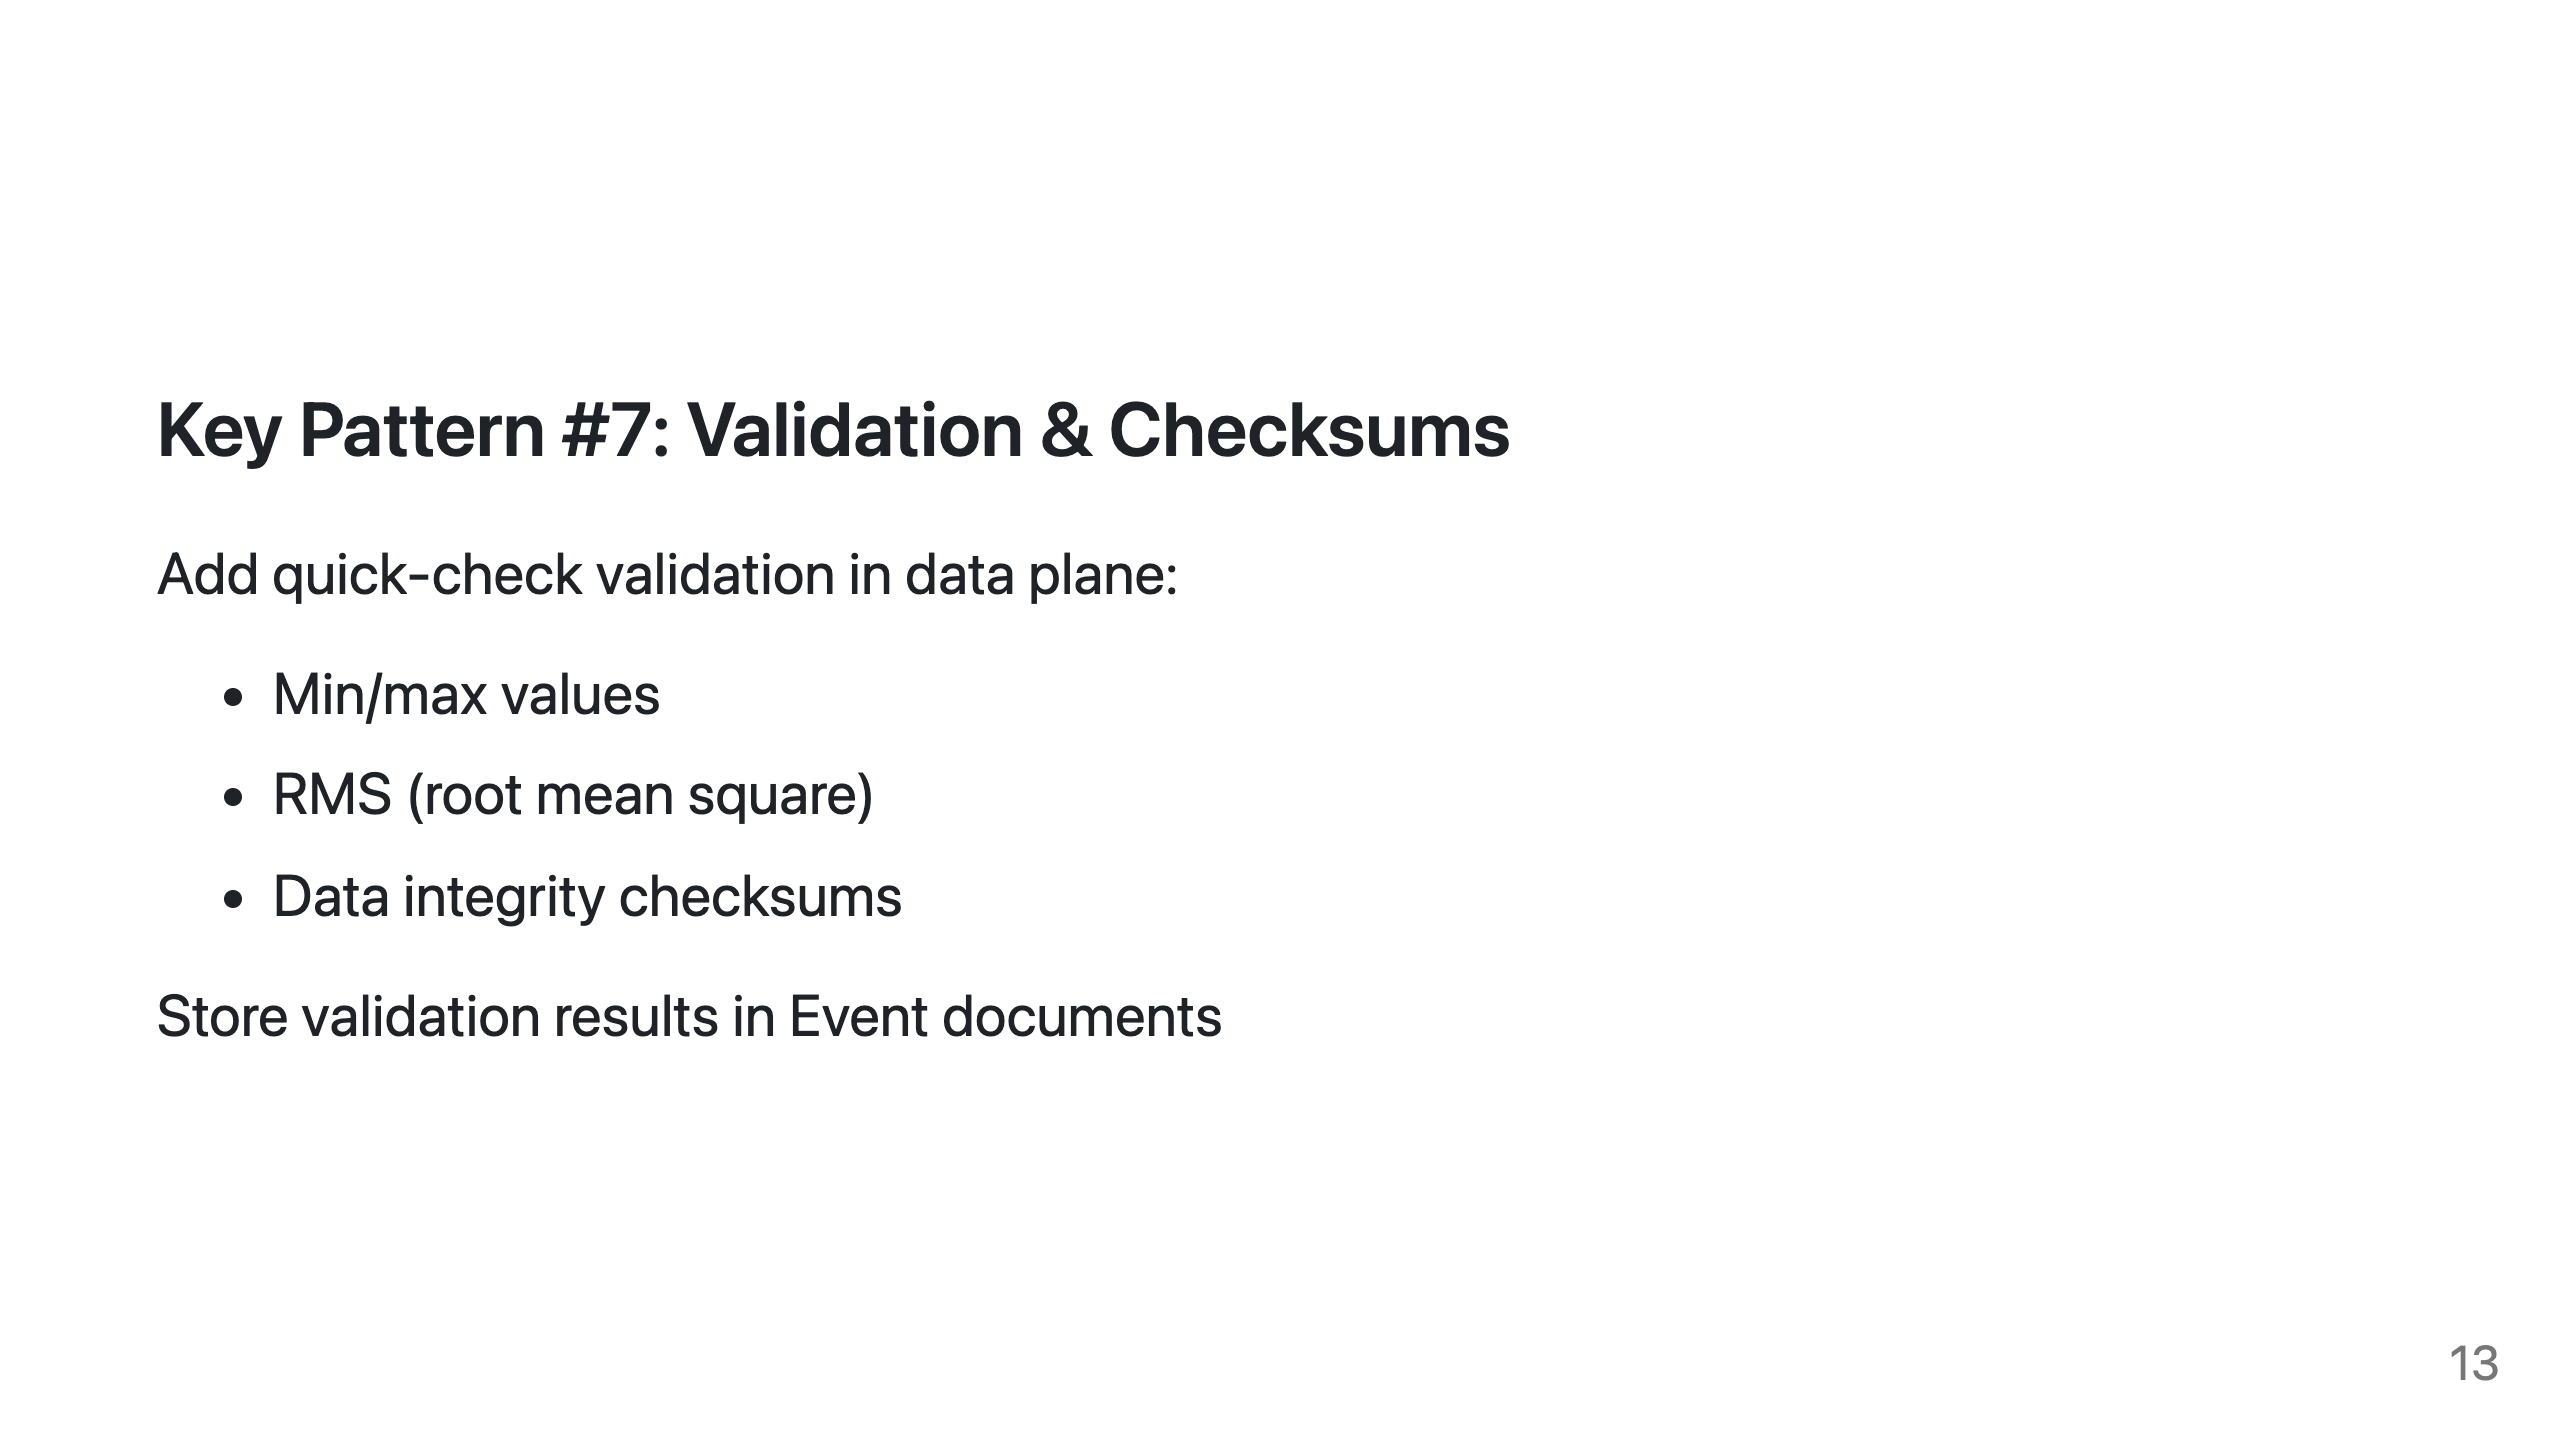 Key Pattern #7: Validation & Checksums
Add quick-check validation in data plane:
• Min/max values
• RMS (root mean square)
• Data integrity checksums
Store validation results in Event documents
13